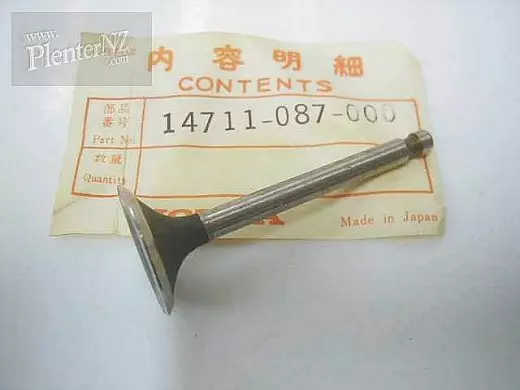 www.
PlenterNZ
.com
内容明細
CONTENTS
部品
番号
14711-087-000
Part No.
数量
Quantity
Made in Japan